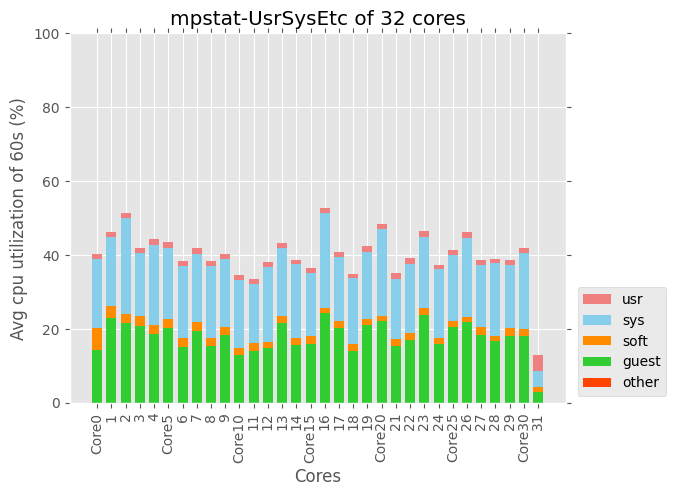 mpstat-UsrSysEtc of 32 cores
100
80
60
40
20
0
Avg cpu utilization of 60s (%)
Core0
1
2
3
4
Core5
6
7
8
9
Core10
11
12
13
14
Core15
16
17
18
19
Core20
21
22
23
24
Core25
26
27
28
29
Core30
31
Cores
usr
sys
soft
guest
other